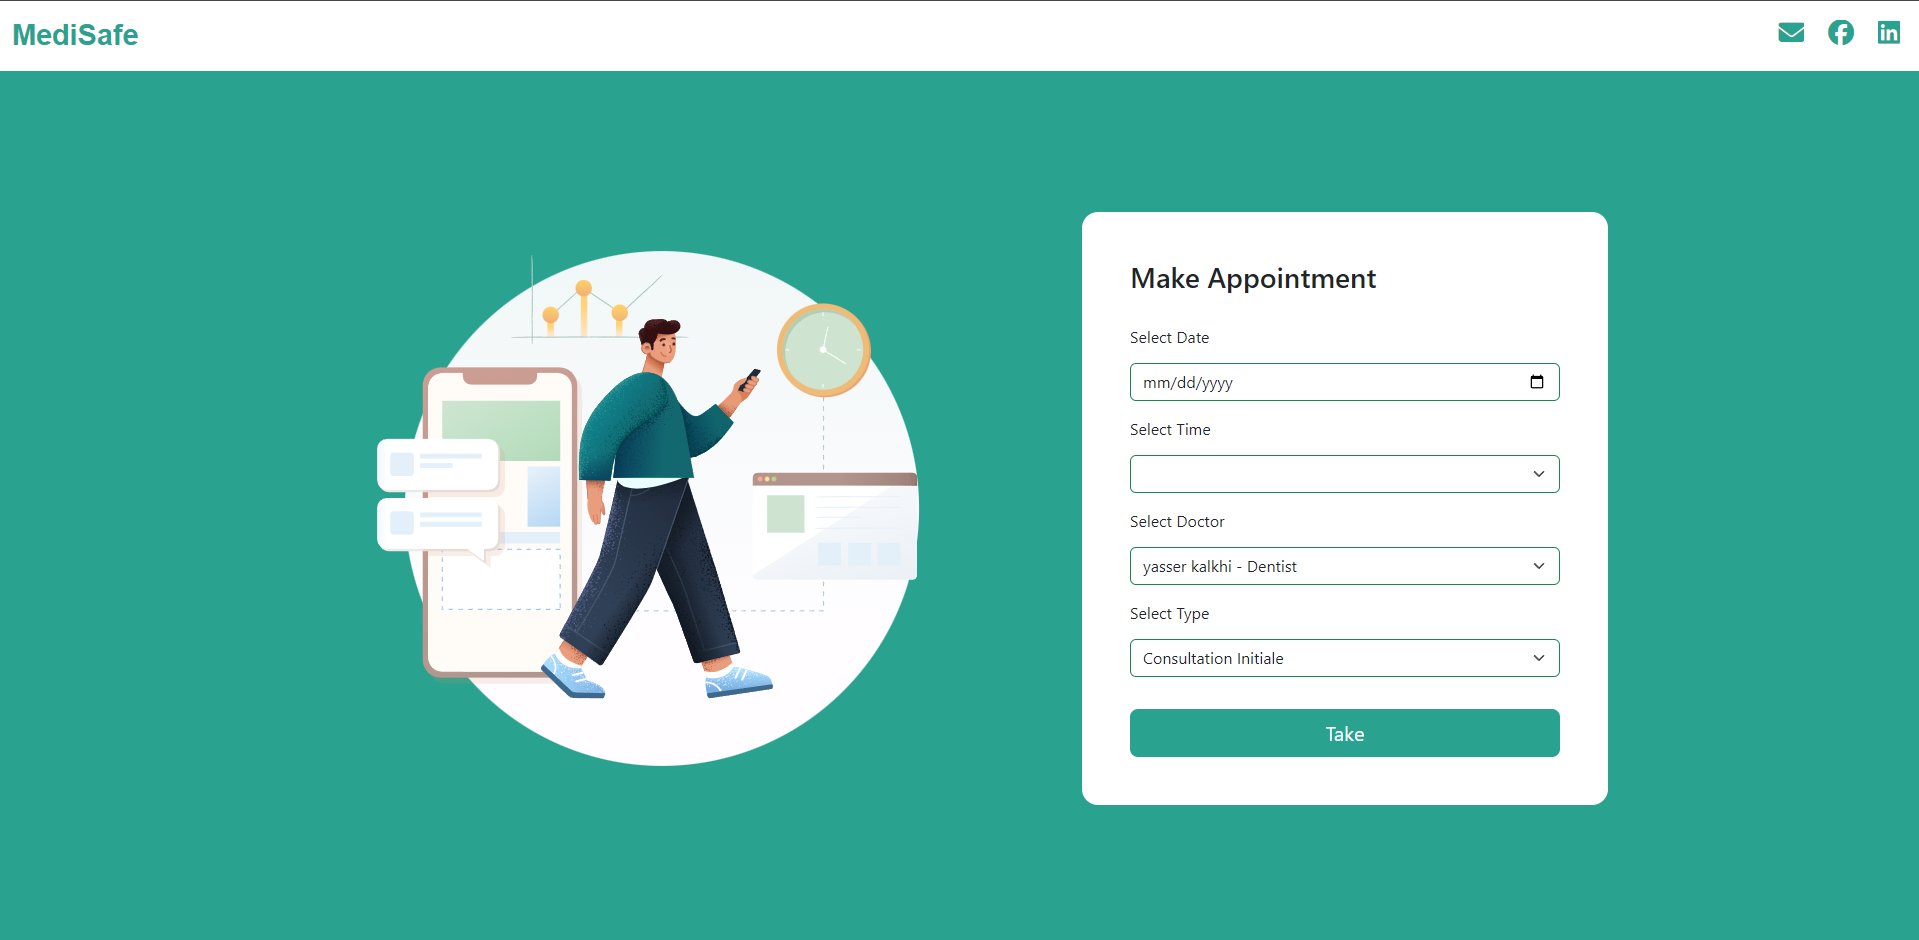 MediSafe
Make Appointment
Select Date
mm/dd/yyyy
Select Time
Select Doctor
yasser kalkhi - Dentist
Select Type
Consultation Initiale
Take